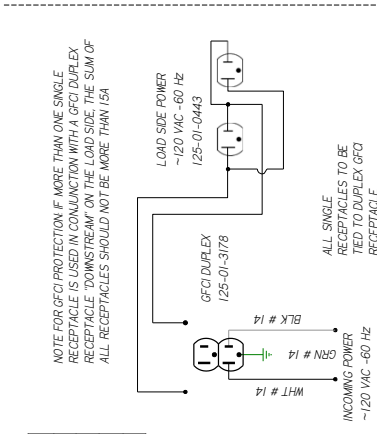 NOTE FOR GFCI PROTECTION: IF MORE THAN ONE SINGLE
RECEPTACLE IS USED IN CONJUNCTION WITH A GFCI DUPLEX
RECEPTACLE "DOWNSTREAM" ON THE LOAD SIDE, THE SUM OF
ALL RECEPTACLES SHOULD NOT BE MORE THAN 15A
LOAD SIDE POWER
~120 VAC -60 Hz
125-01-0443
GFCI DUPLEX
125-01-3178
ALL SINGLE
RECEPTACLES TO BE
TIED TO DUPLEX GFCI
RECEPTACLE
BLK # 14
GRN # 14
WHT # 14
INCOMING POWER
~120 VAC -60 Hz